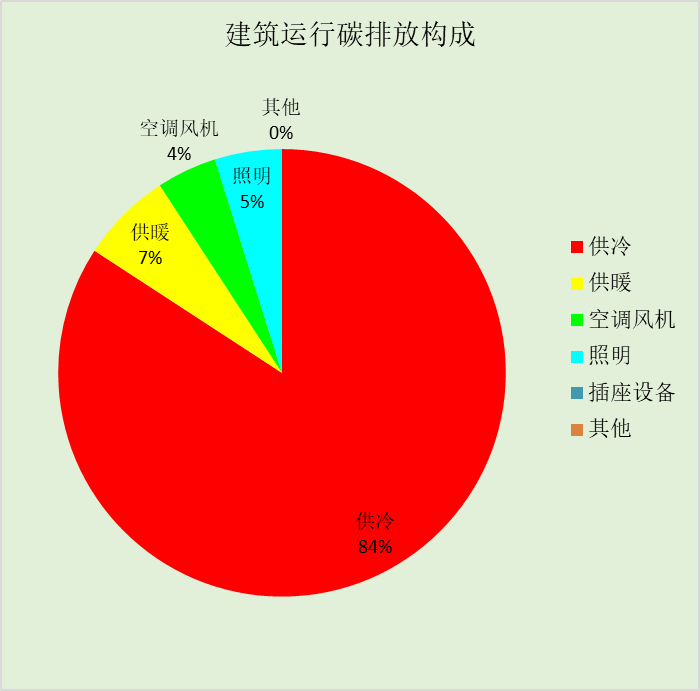 建筑运行碳排放构成
其他
0%
空调风机
4%
照明
5%
供暖
7%
供冷
84%
供冷
供暖
空调风机
照明
插座设备
其他